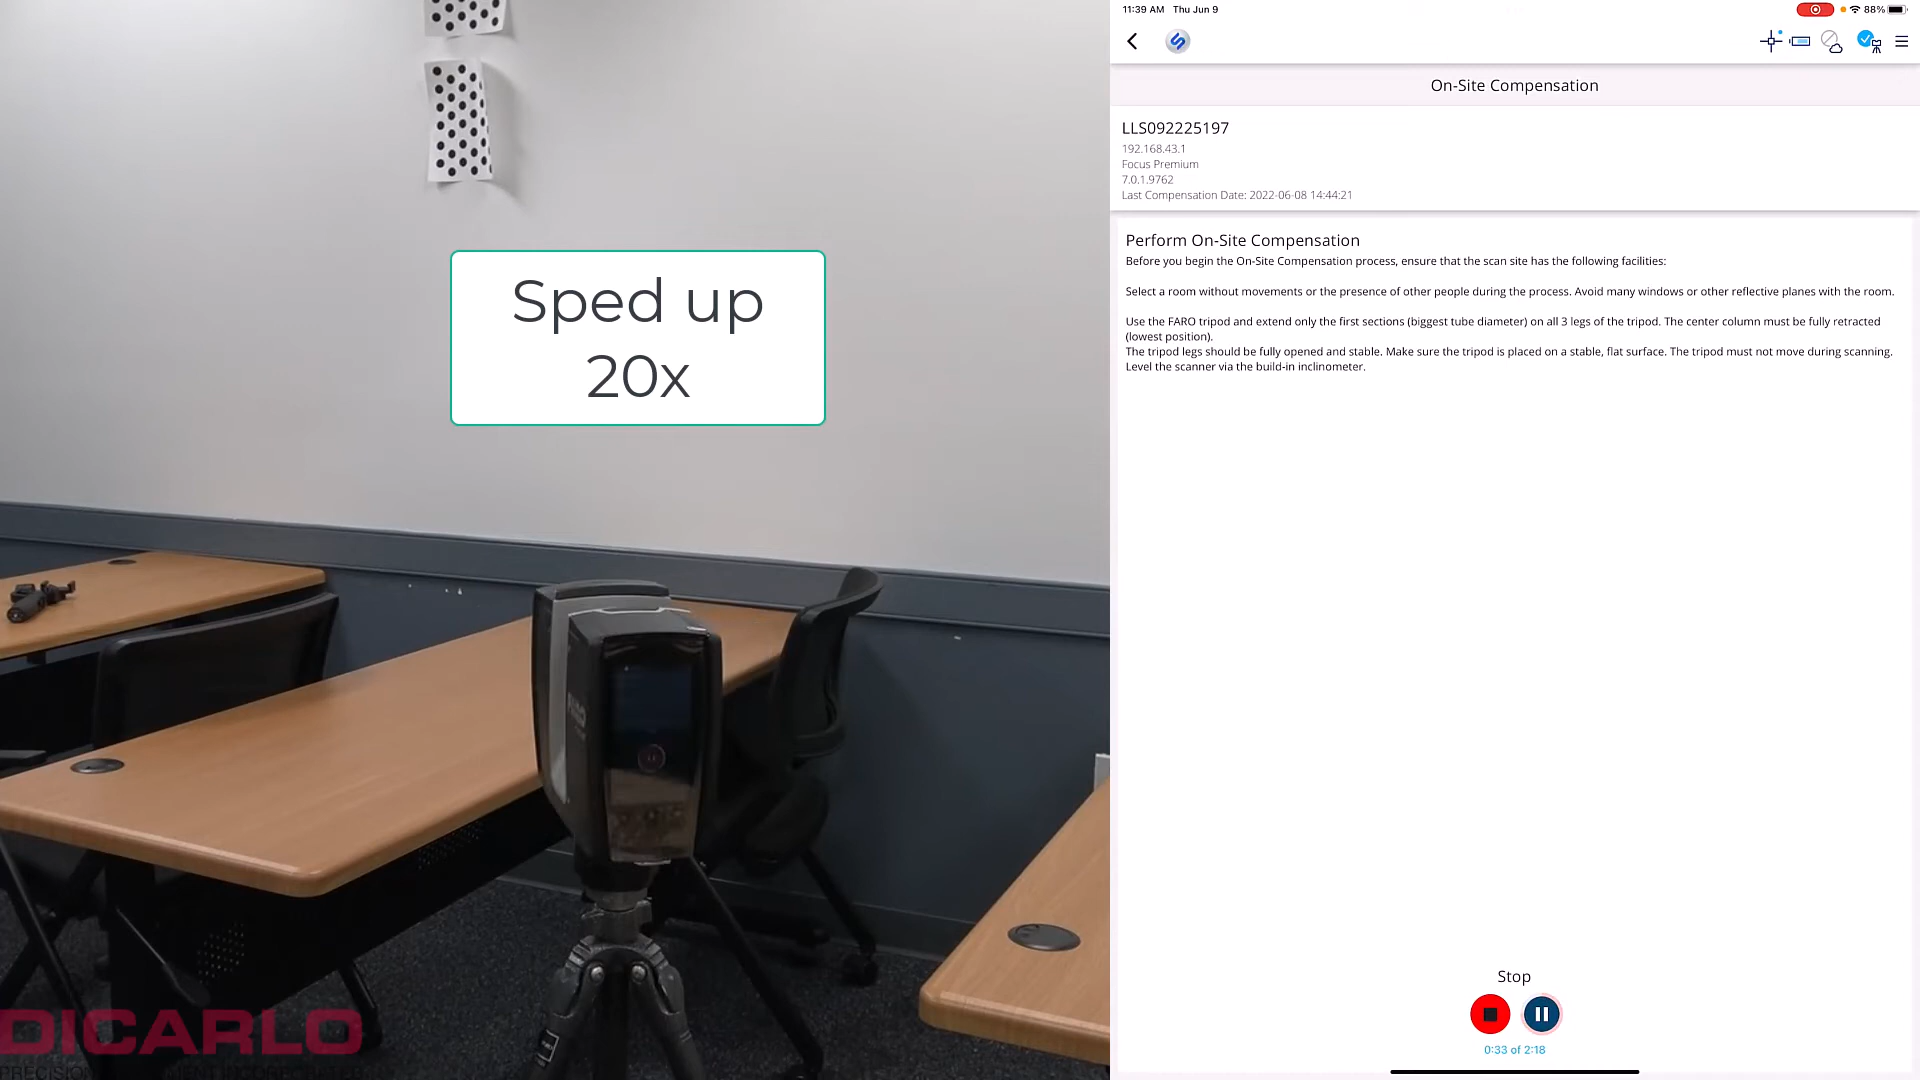 Sped up
20x
DICARLO
11:39 AM Thu Jun 9
88%
On-Site Compensation
LLS092225197
192.168.43.1
Focus Premium
7.0.1.9762
Last Compensation Date: 2022-06-08 14:44:21
Perform On-Site Compensation
Before you begin the On-Site Compensation process, ensure that the scan site has the following facilities:
Select a room without movements or the presence of other people during the process. Avoid many windows or other reflective planes with the room.
Use the FARO tripod and extend only the first sections (biggest tube diameter) on all 3 legs of the tripod. The center column must be fully retracted
(lowest position).
The tripod legs should be fully opened and stable. Make sure the tripod is placed on a stable, flat surface. The tripod must not move during scanning.
Level the scanner via the build-in inclinometer.
Stop
0:33 of 2:18